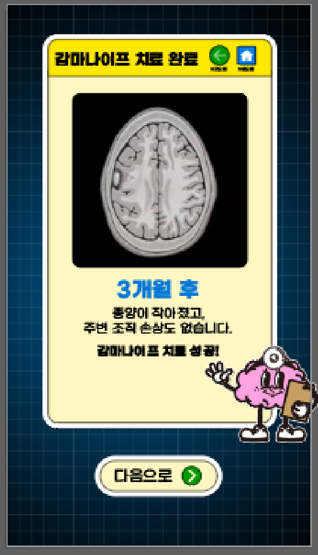 감마나이프 치료 완료
3개월 후
종양이 작아졌고,
주변 조직 손상도 없습니다.
감마나이프 치료 성공!
다음으로